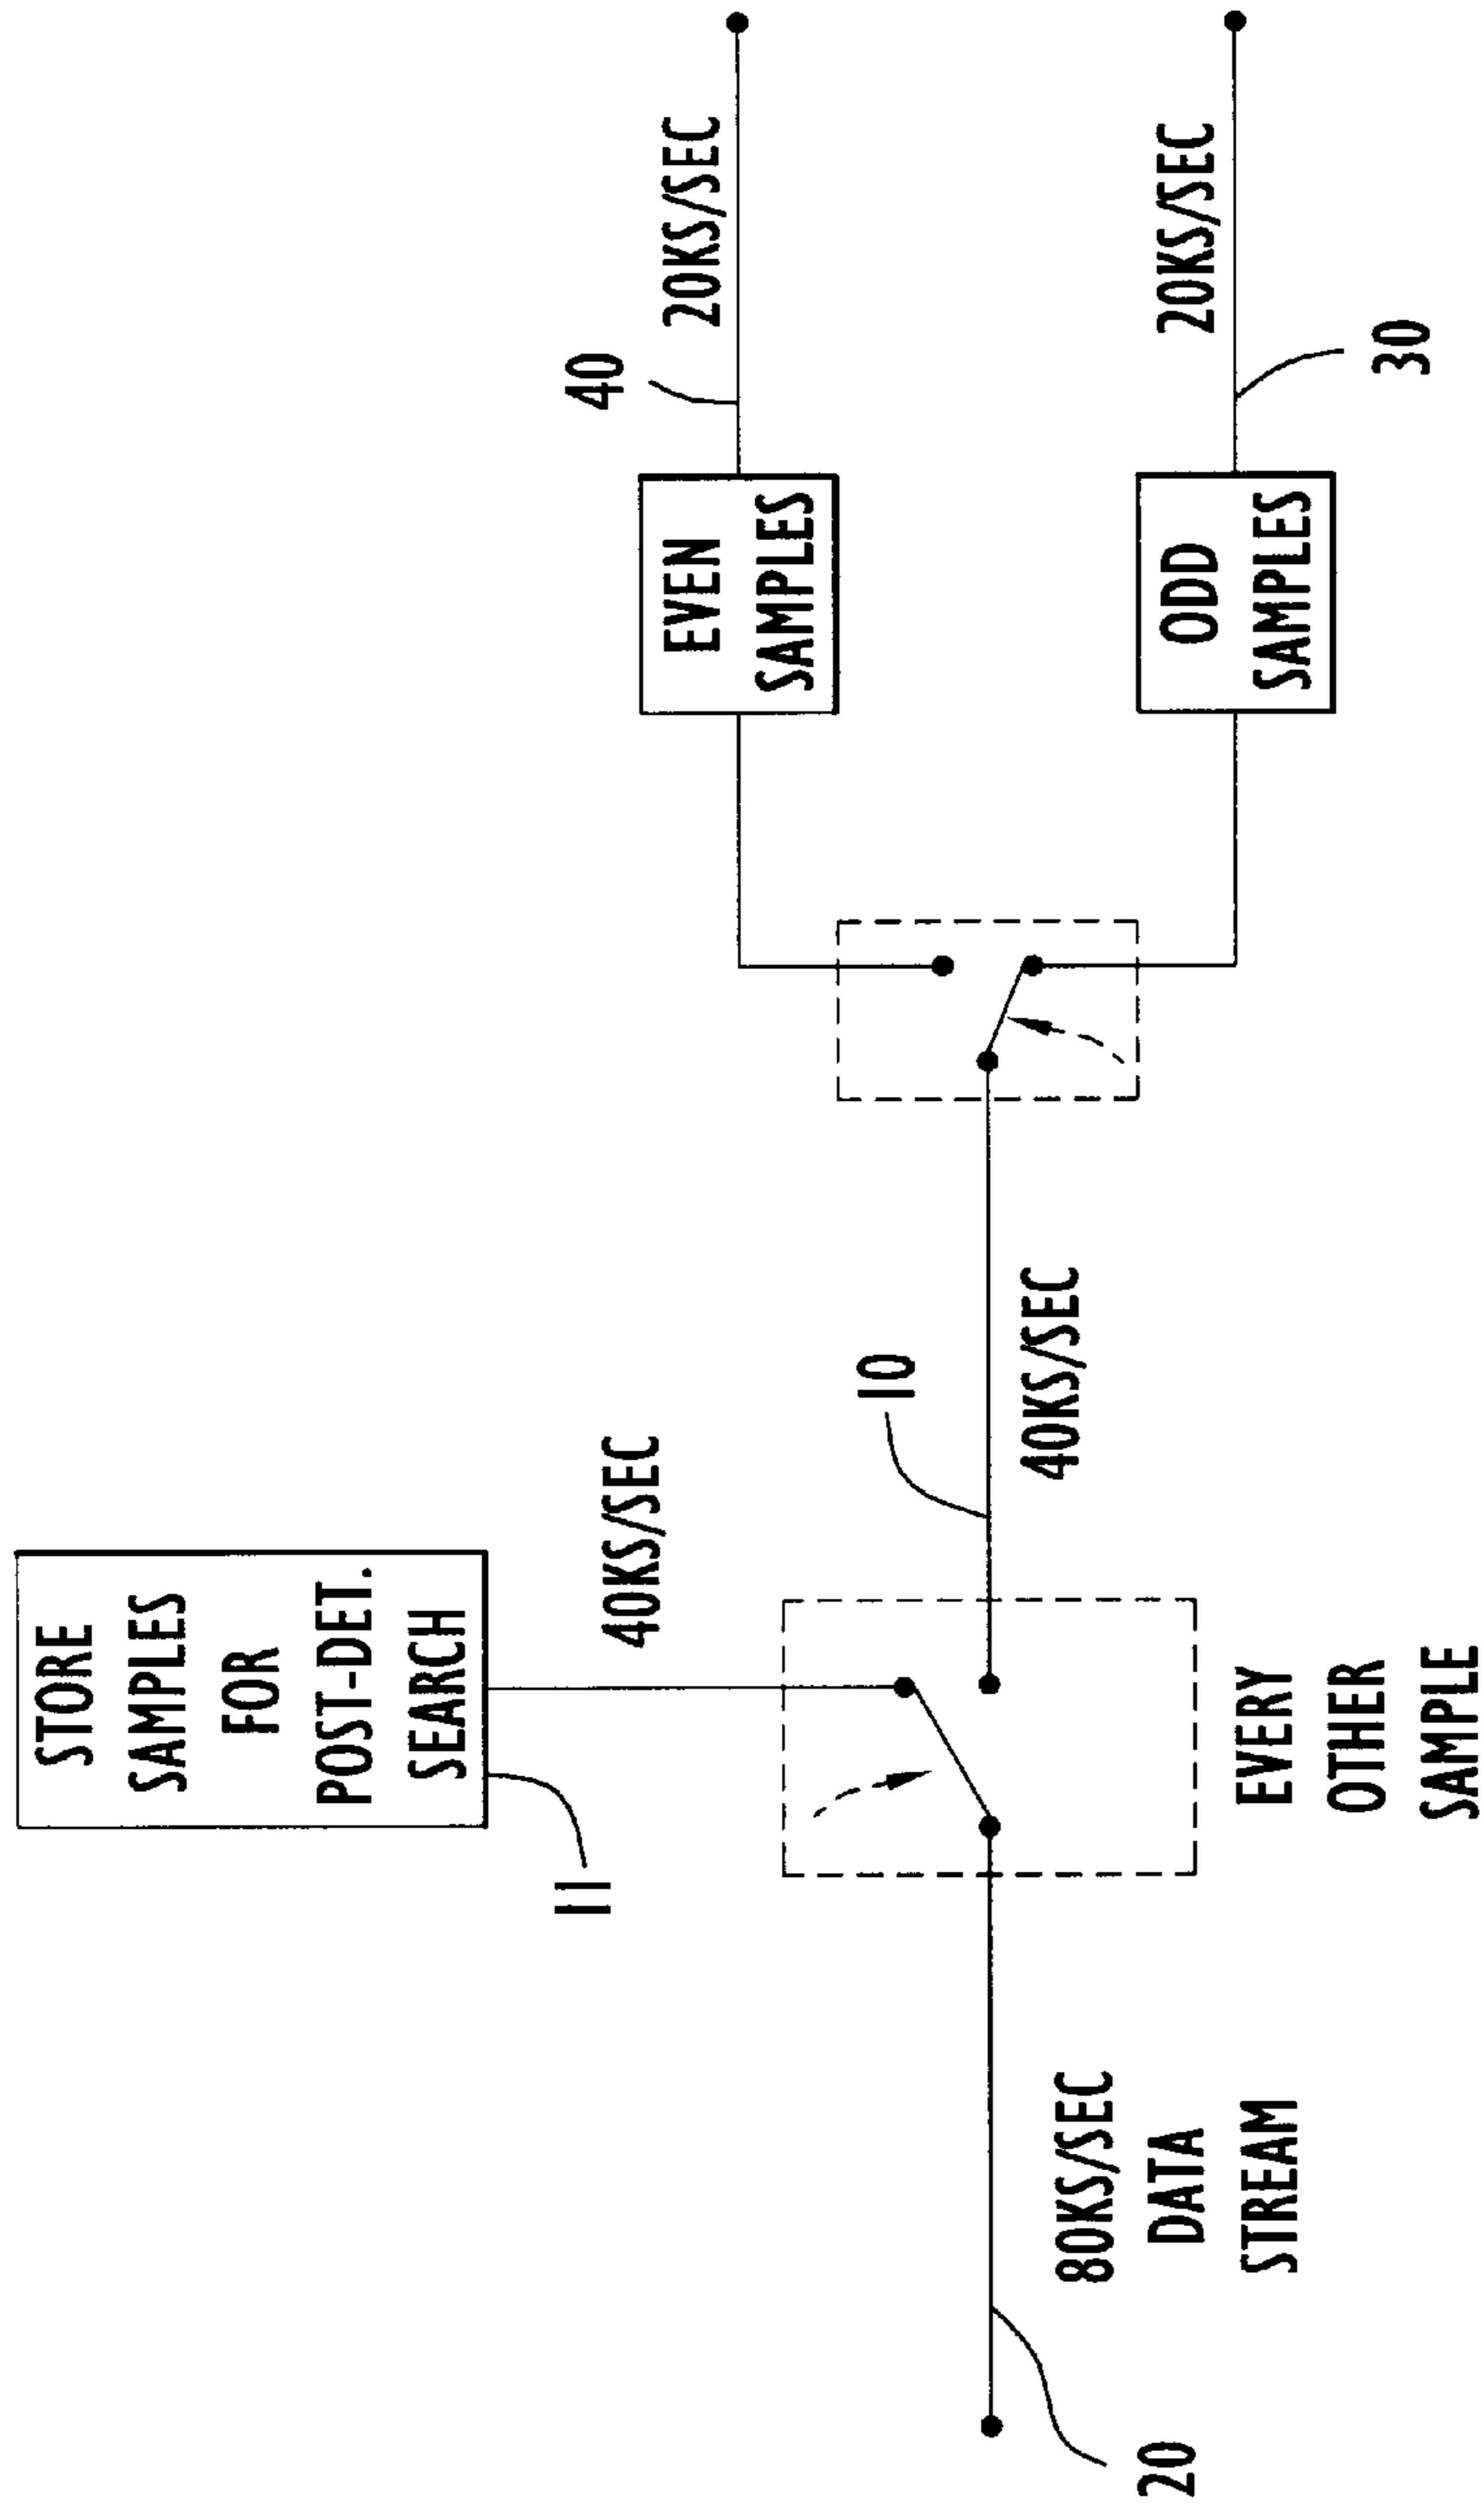 STORE
SAMPLES
FOR
POST-DET.
SEARCH
11
40KS/SEC
20
80KS/SEC
DATA
STREAM
EVERY
OTHER
SAMPLE
10
40KS/SEC
EVEN
SAMPLES
40
20KS/SEC
ODD
SAMPLES
20KS/SEC
30